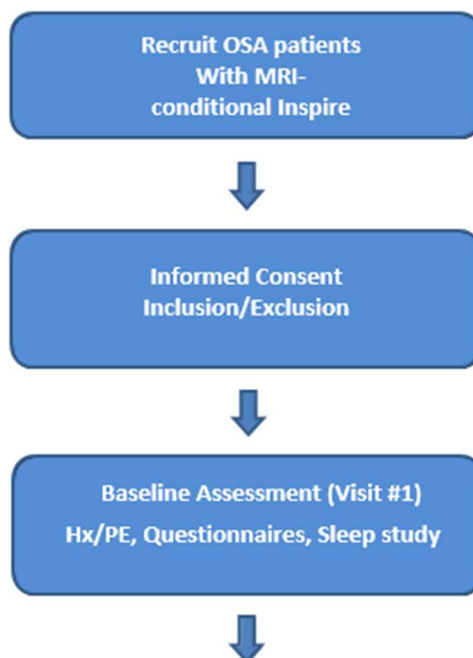 Recruit OSA patients
With MRI-
conditional Inspire
Informed Consent
Inclusion/Exclusion
Baseline Assessment (Visit #1)
Hx/PE, Questionnaires, Sleep study